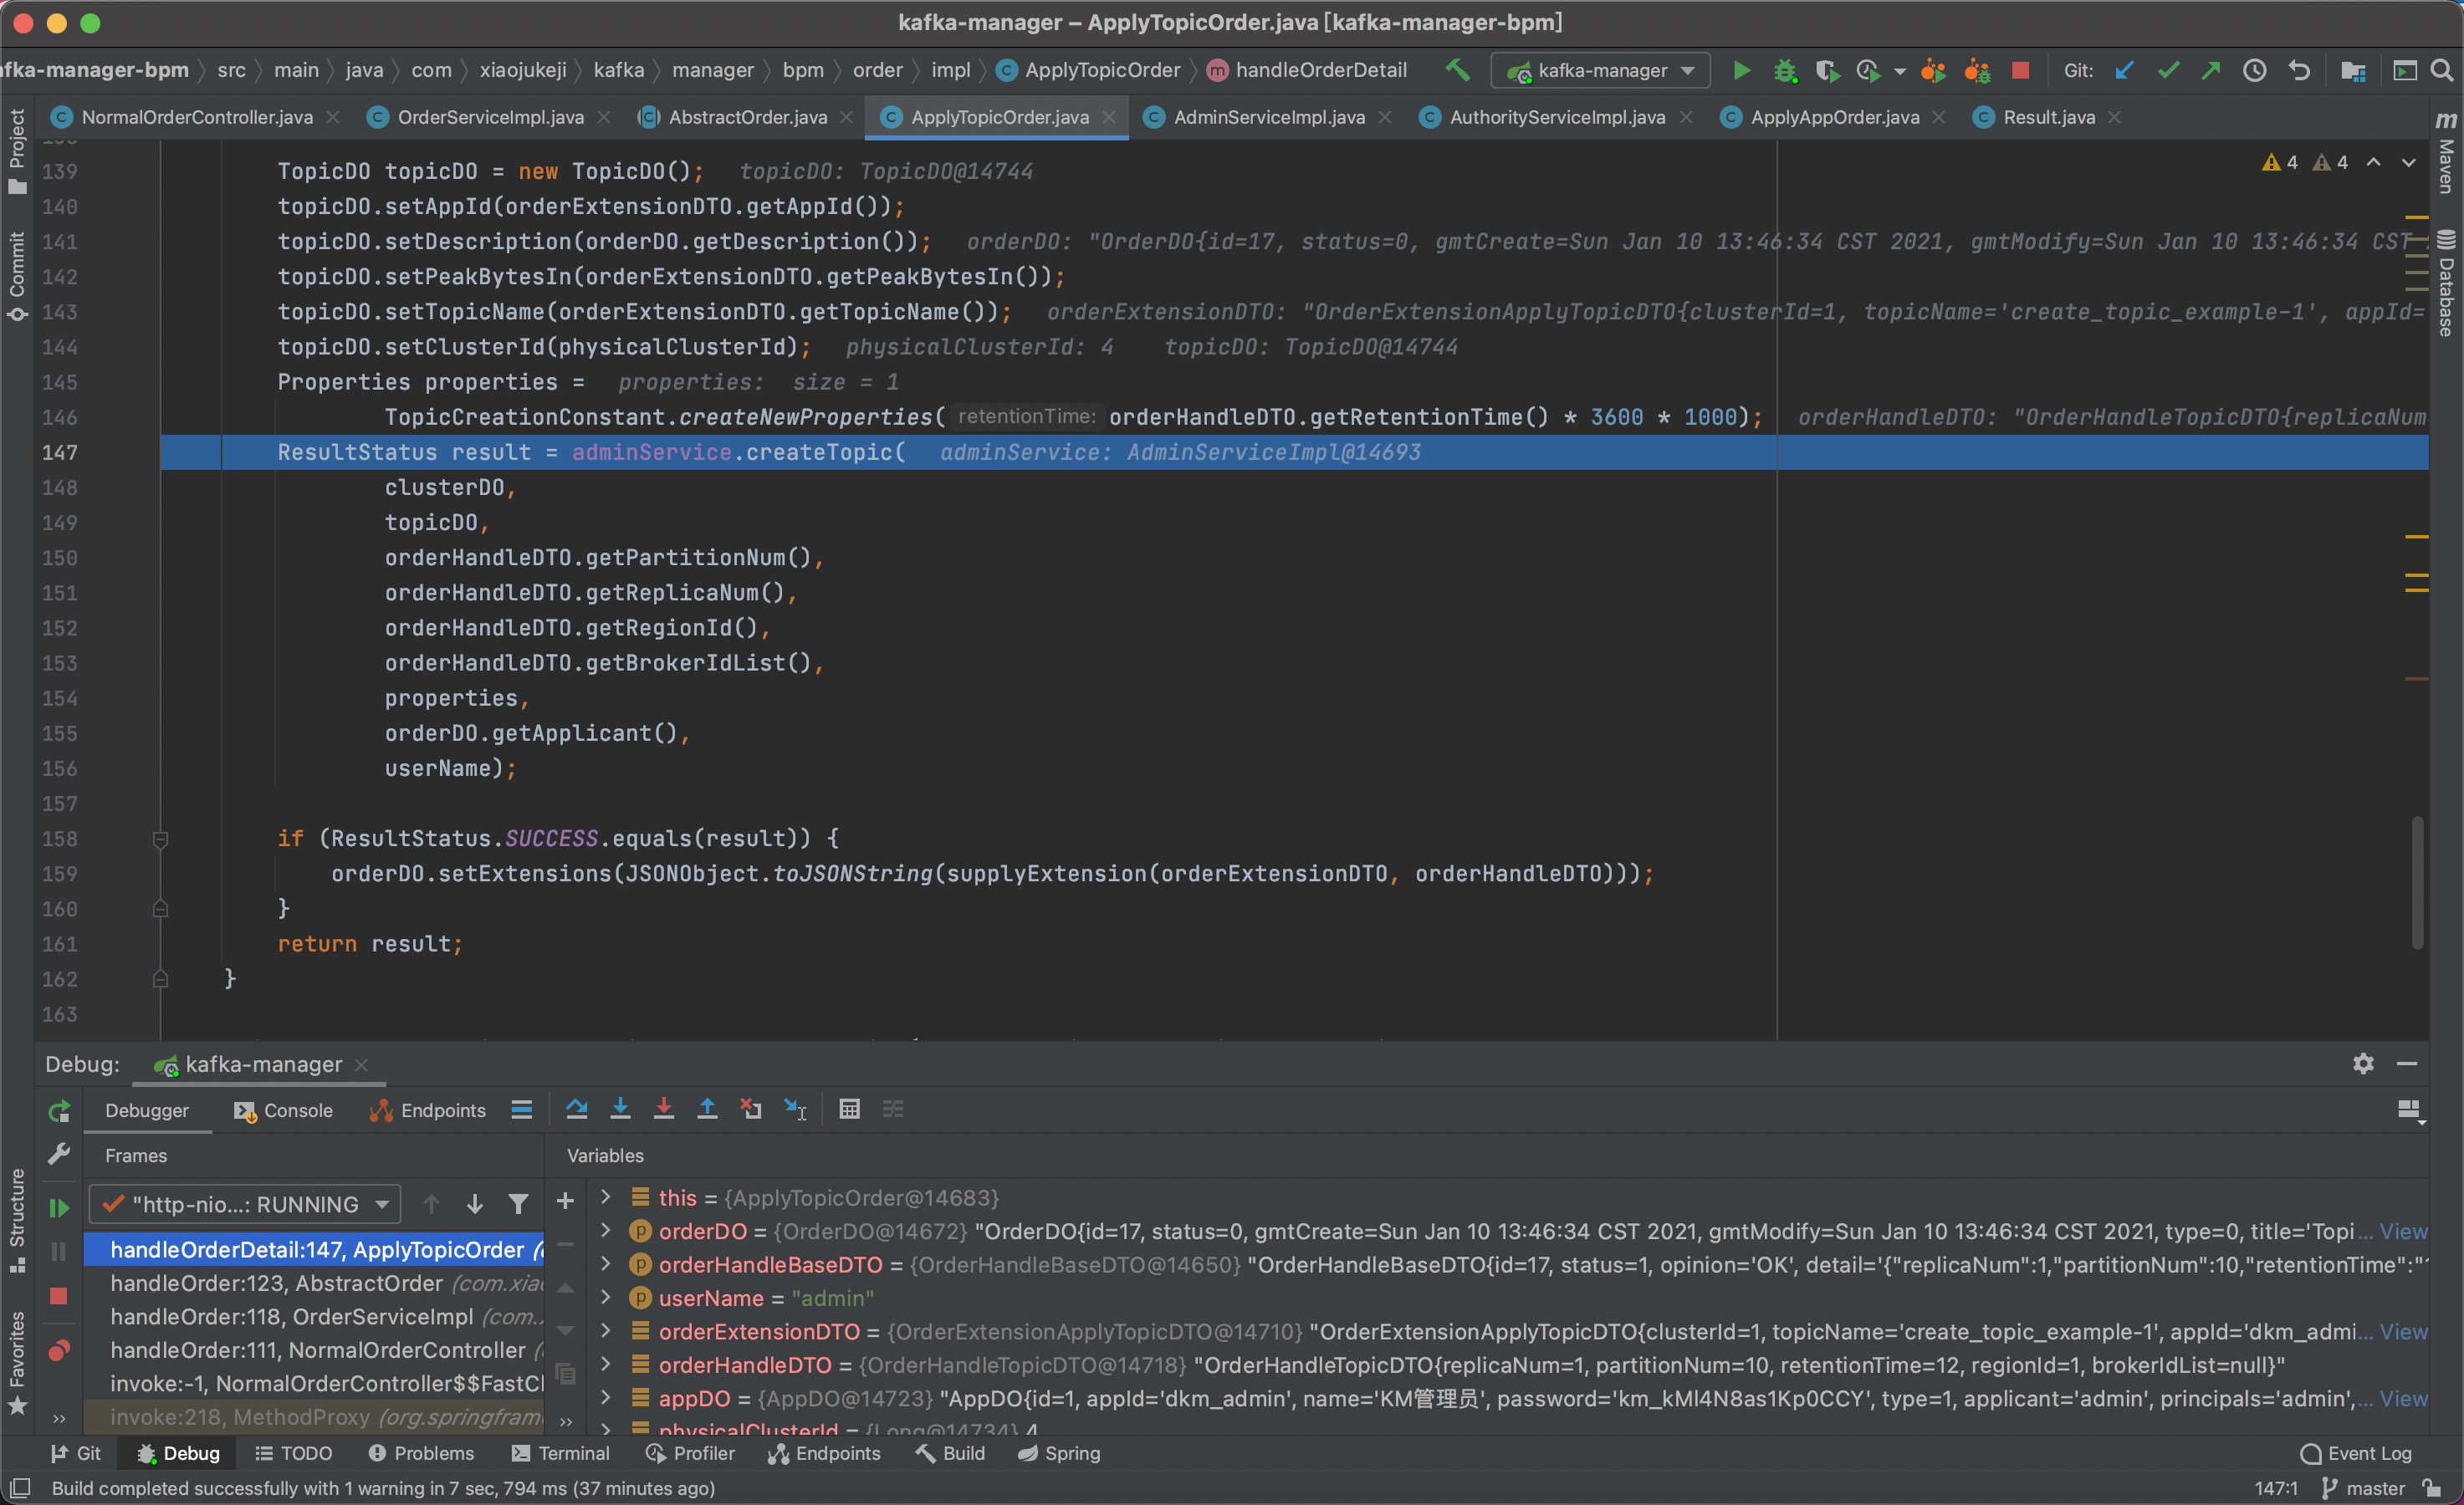 kafka-manager – ApplyTopicOrder.java [kafka-manager-bpm]
fka-manager-bpm › src › main › java › com › xiaojukeji › kafka › manager › bpm › order › impl › ApplyTopicOrder › handleOrderDetail kafka-manager Git:
NormalOrderController.java OrderServiceImpl.java AbstractOrder.java ApplyTopicOrder.java AdminServiceImpl.java AuthorityServiceImpl.java ApplyAppOrder.java Result.java
4 4
139 TopicDO topicDO = new TopicDO(); topicDO: TopicDO@14744
140 topicDO.setAppId(orderExtensionDTO.getAppId());
141 topicDO.setDescription(orderDO.getDescription()); orderDO: "OrderDO{id=17, status=0, gmtCreate=Sun Jan 10 13:46:34 CST 2021, gmtModify=Sun Jan 10 13:46:34 CST
142 topicDO.setPeakBytesIn(orderExtensionDTO.getPeakBytesIn());
143 topicDO.setTopicName(orderExtensionDTO.getTopicName()); orderExtensionDTO: "OrderExtensionApplyTopicDTO{clusterId=1, topicName='create_topic_example-1', appId=
144 topicDO.setClusterId(physicalClusterId); physicalClusterId: 4 topicDO: TopicDO@14744
145 Properties properties = properties: size = 1
146 TopicCreationConstant.createNewProperties( retentionTime: orderHandleDTO.getRetentionTime() * 3600 * 1000); orderHandleDTO: "OrderHandleTopicDTO{replicaNum
147 ResultStatus result = adminService.createTopic( adminService: AdminServiceImpl@14693
148 clusterDO,
149 topicDO,
150 orderHandleDTO.getPartitionNum(),
151 orderHandleDTO.getReplicaNum(),
152 orderHandleDTO.getRegionId(),
153 orderHandleDTO.getBrokerIdList(),
154 properties,
155 orderDO.getApplicant(),
156 userName);
157
158 if (ResultStatus.SUCCESS.equals(result)) {
159 orderDO.setExtensions(JSONObject.toJSONString(supplyExtension(orderExtensionDTO, orderHandleDTO)));
160 }
161 return result;
162 }
163
Project
Commit
Structure
Favorites
Maven
Database
Debug: kafka-manager
Debugger Console Endpoints
Frames Variables
"http-nio...: RUNNING
handleOrderDetail:147, ApplyTopicOrder
handleOrder:123, AbstractOrder (com.xia
handleOrder:118, OrderServiceImpl (com.
handleOrder:111, NormalOrderController
invoke:-1, NormalOrderController$$FastCl
invoke:218, MethodProxy (org.springfram
this = {ApplyTopicOrder@14683}
orderDO = {OrderDO@14672} "OrderDO{id=17, status=0, gmtCreate=Sun Jan 10 13:46:34 CST 2021, gmtModify=Sun Jan 10 13:46:34 CST 2021, type=0, title='Topi... View
orderHandleBaseDTO = {OrderHandleBaseDTO@14650} "OrderHandleBaseDTO{id=17, status=1, opinion='OK', detail='{"replicaNum":1,"partitionNum":10,"retentionTime":"
userName = "admin"
orderExtensionDTO = {OrderExtensionApplyTopicDTO@14710} "OrderExtensionApplyTopicDTO{clusterId=1, topicName='create_topic_example-1', appId='dkm_admi... View
orderHandleDTO = {OrderHandleTopicDTO@14718} "OrderHandleTopicDTO{replicaNum=1, partitionNum=10, retentionTime=12, regionId=1, brokerIdList=null}"
appDO = {AppDO@14723} "AppDO{id=1, appId='dkm_admin', name='KM管理员', password='km_kMl4N8as1Kp0CCY', type=1, applicant='admin', principals='admin',... View
physicalClusterId = {Long@14734} 4
Git Debug TODO Problems Terminal Profiler Endpoints Build Spring Event Log
Build completed successfully with 1 warning in 7 sec, 794 ms (37 minutes ago) 147:1 master